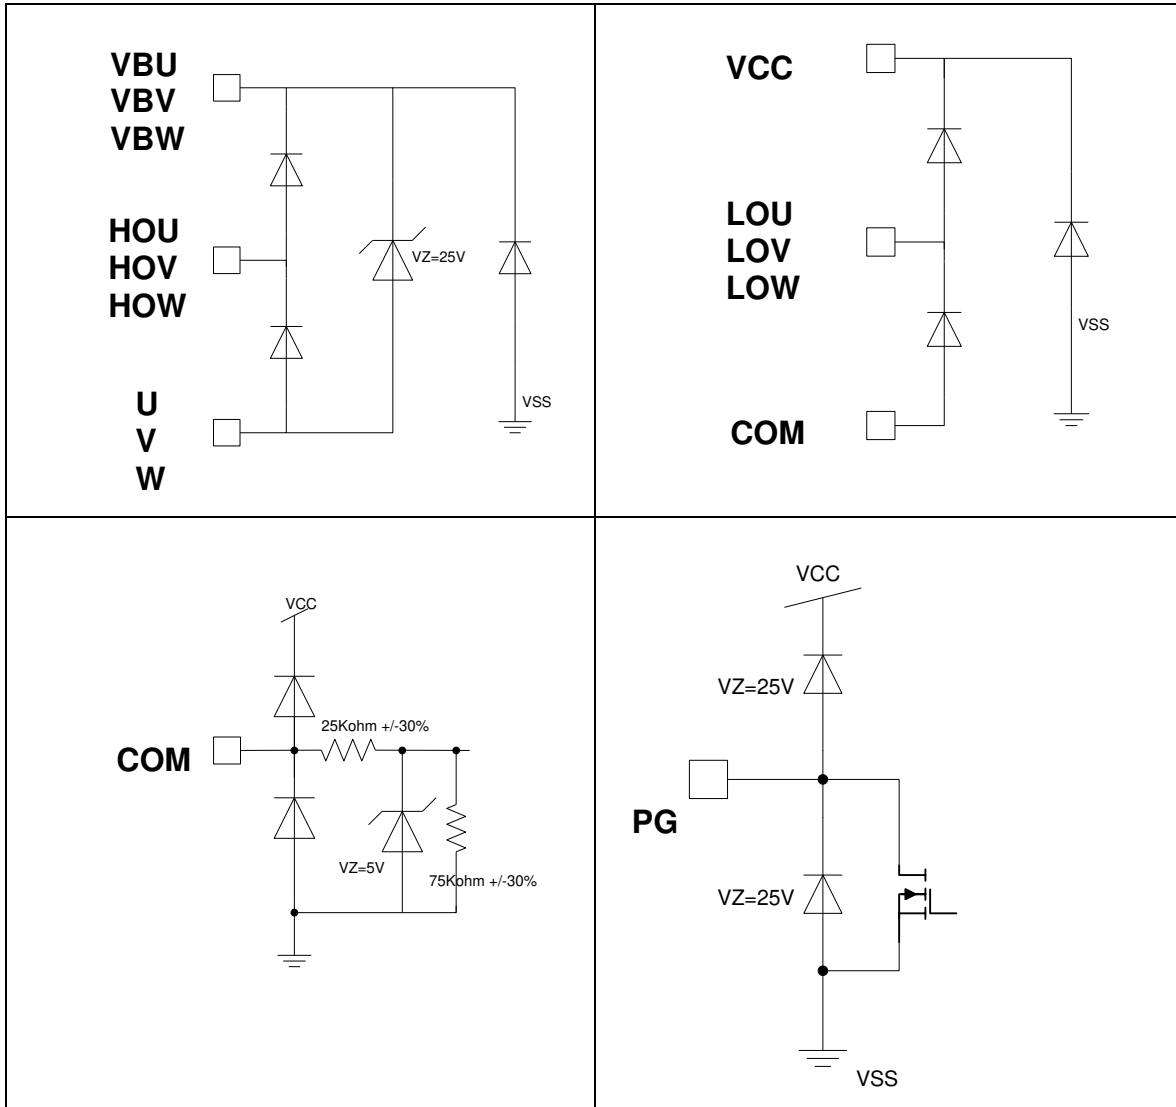 VBU
VBV
VBW
HOU
HOV
HOW
VZ=25V
U
V
W
VSS
VCC
LOU
LOV
LOW
VSS
COM
VCC
COM
25Kohm +/-30%
VZ=5V
75Kohm +/-30%
VCC
VZ=25V
PG
VZ=25V
VSS